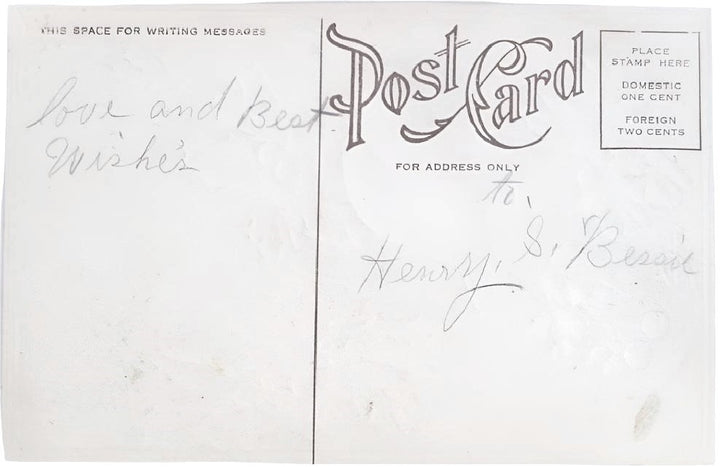 THIS SPACE FOR WRITING MESSAGES
love and Best
Wishe's
Post Card
FOR ADDRESS ONLY
to,
Henry, S, Bessie
PLACE
STAMP HERE
DOMESTIC
ONE CENT
FOREIGN
TWO CENTS